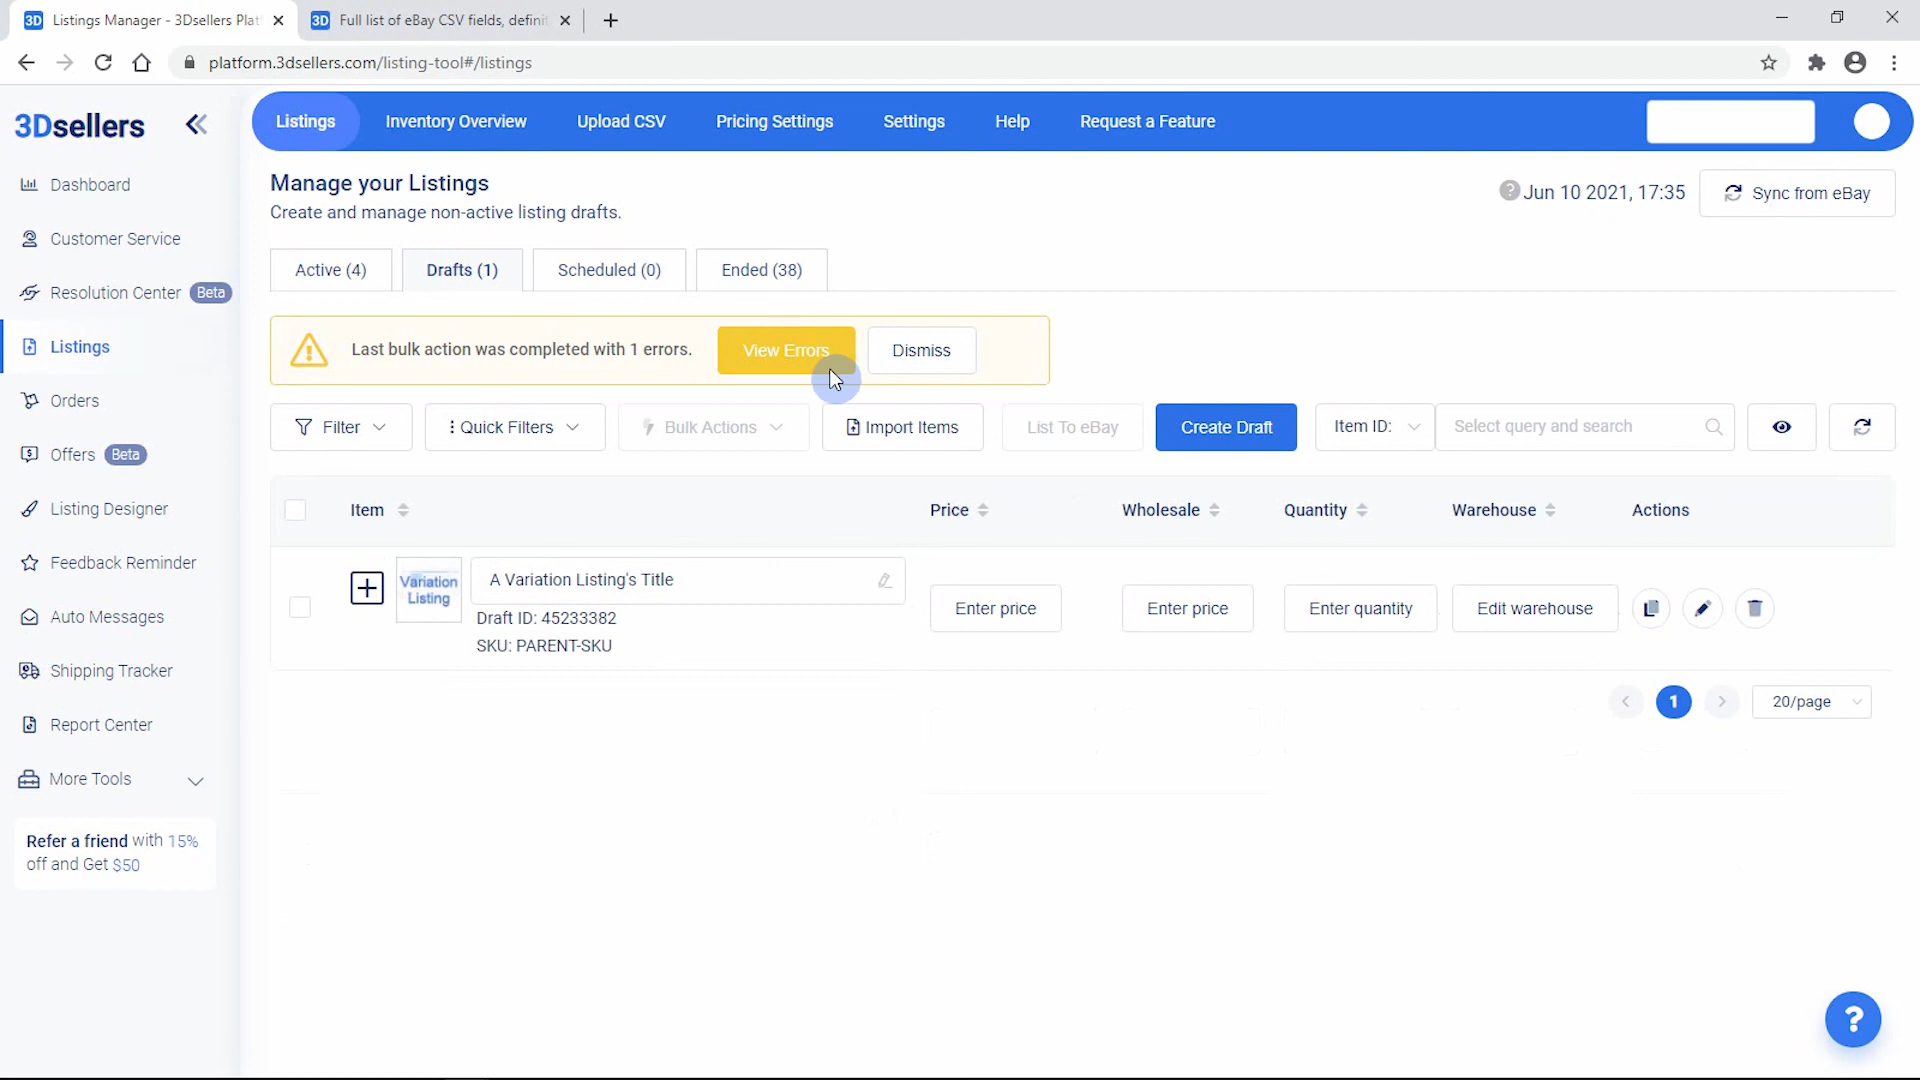 3D Listings Manager - 3Dsellers Plat
3D Full list of eBay CSV fields, definit
platform.3dsellers.com/listing-tool#/listings
3Dsellers
Dashboard
Customer Service
Resolution Center Beta
Listings
Orders
Offers Beta
Listing Designer
Feedback Reminder
Auto Messages
Shipping Tracker
Report Center
More Tools
Refer a friend with 15%
off and Get $50
Listings Inventory Overview Upload CSV Pricing Settings Settings Help Request a Feature
Manage your Listings
Create and manage non-active listing drafts.
? Jun 10 2021, 17:35 Sync from eBay
Active (4) Drafts (1) Scheduled (0) Ended (38)
Last bulk action was completed with 1 errors. View Errors Dismiss
Filter Quick Filters Bulk Actions Import Items List To eBay Create Draft Item ID: Select query and search
Item Price Wholesale Quantity Warehouse Actions
Variation
Listing
A Variation Listing's Title
Draft ID: 45233382
SKU: PARENT-SKU
Enter price Enter price Enter quantity Edit warehouse
1 20/page
?